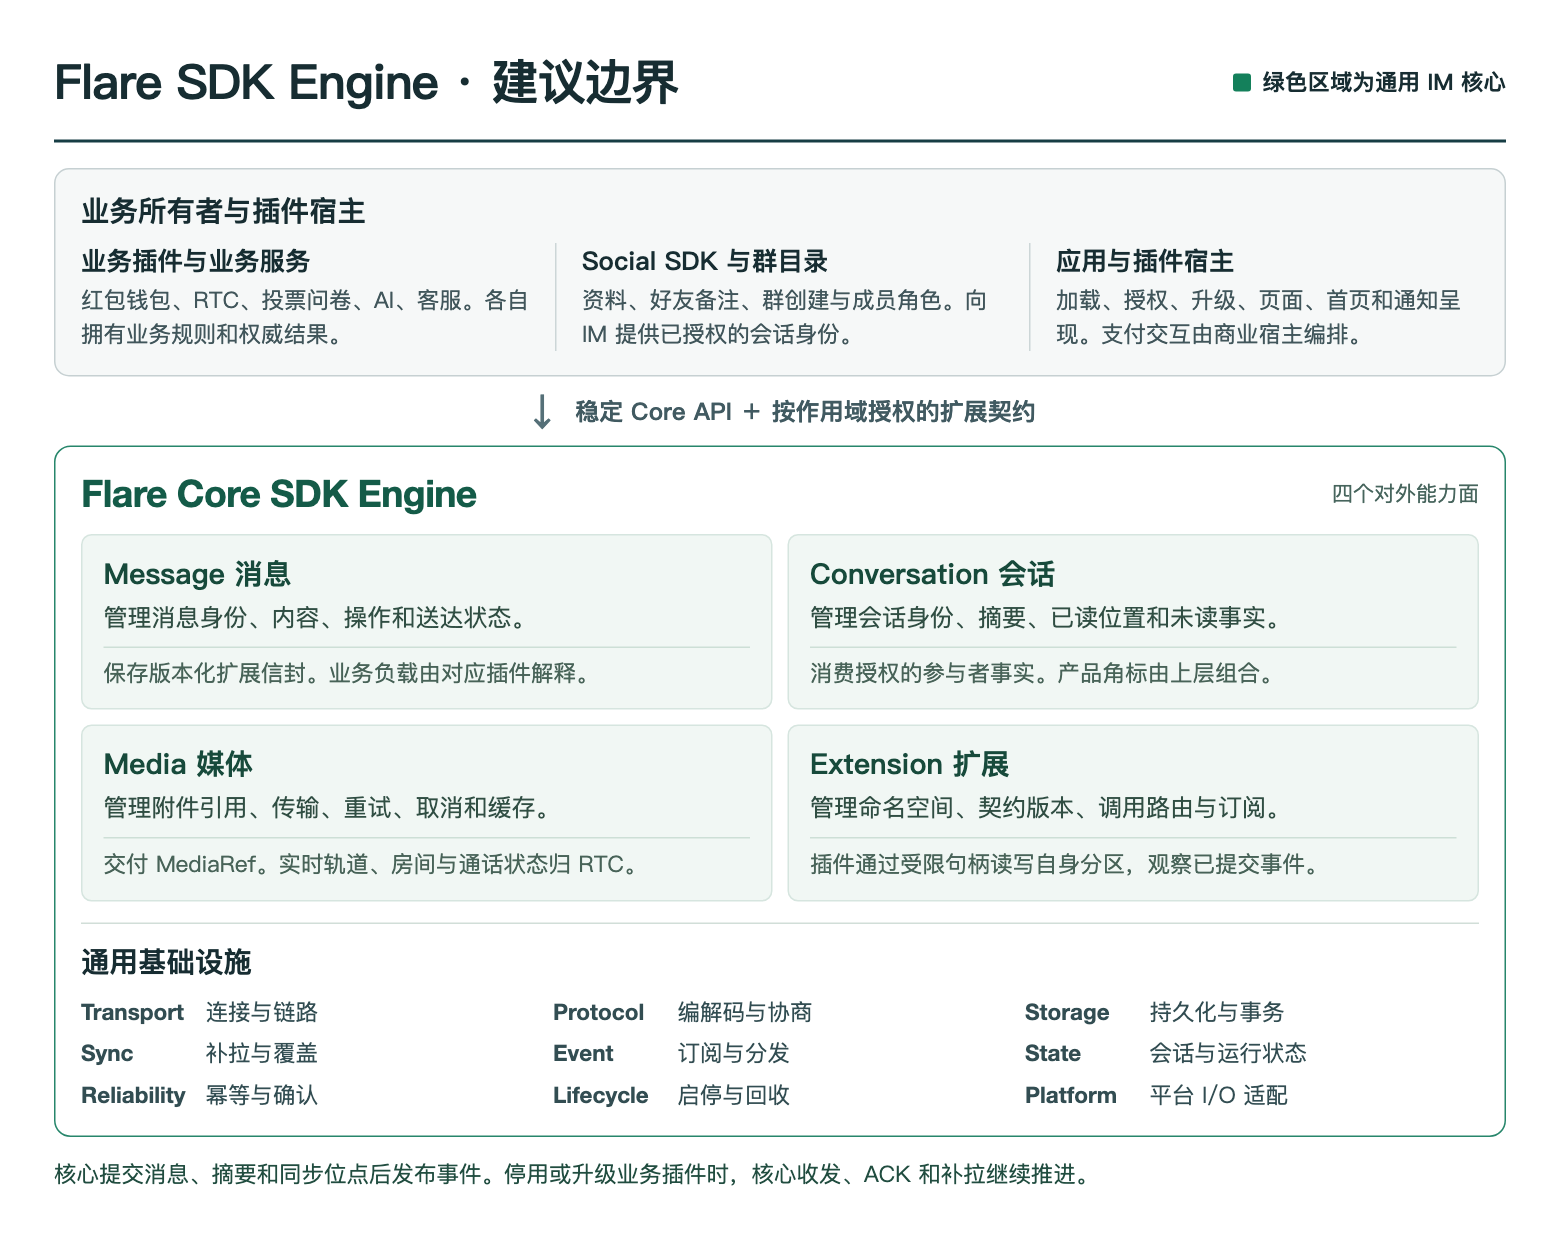 Flare SDK Engine · 建议边界
绿色区域为通用 IM 核心
业务所有者与插件宿主
业务插件与业务服务
红包钱包、RTC、投票问卷、AI、客服。各自
拥有业务规则和权威结果。
Social SDK 与群目录
资料、好友备注、群创建与成员角色。向
IM 提供已授权的会话身份。
应用与插件宿主
加载、授权、升级、页面、首页和通知呈
现。支付交互由商业宿主编排。
稳定 Core API + 按作用域授权的扩展契约
Flare Core SDK Engine
四个对外能力面
Message 消息
管理消息身份、内容、操作和送达状态。
保存版本化扩展信封。业务负载由对应插件解释。
Conversation 会话
管理会话身份、摘要、已读位置和未读事实。
消费授权的参与者事实。产品角标由上层组合。
Media 媒体
管理附件引用、传输、重试、取消和缓存。
交付 MediaRef。实时轨道、房间与通话状态归 RTC。
Extension 扩展
管理命名空间、契约版本、调用路由与订阅。
插件通过受限句柄读写自身分区，观察已提交事件。
通用基础设施
Transport 连接与链路
Protocol 编解码与协商
Storage 持久化与事务
Sync 补拉与覆盖
Event 订阅与分发
State 会话与运行状态
Reliability 幂等与确认
Lifecycle 启停与回收
Platform 平台 I/O 适配
核心提交消息、摘要和同步位点后发布事件。停用或升级业务插件时，核心收发、ACK 和补拉继续推进。